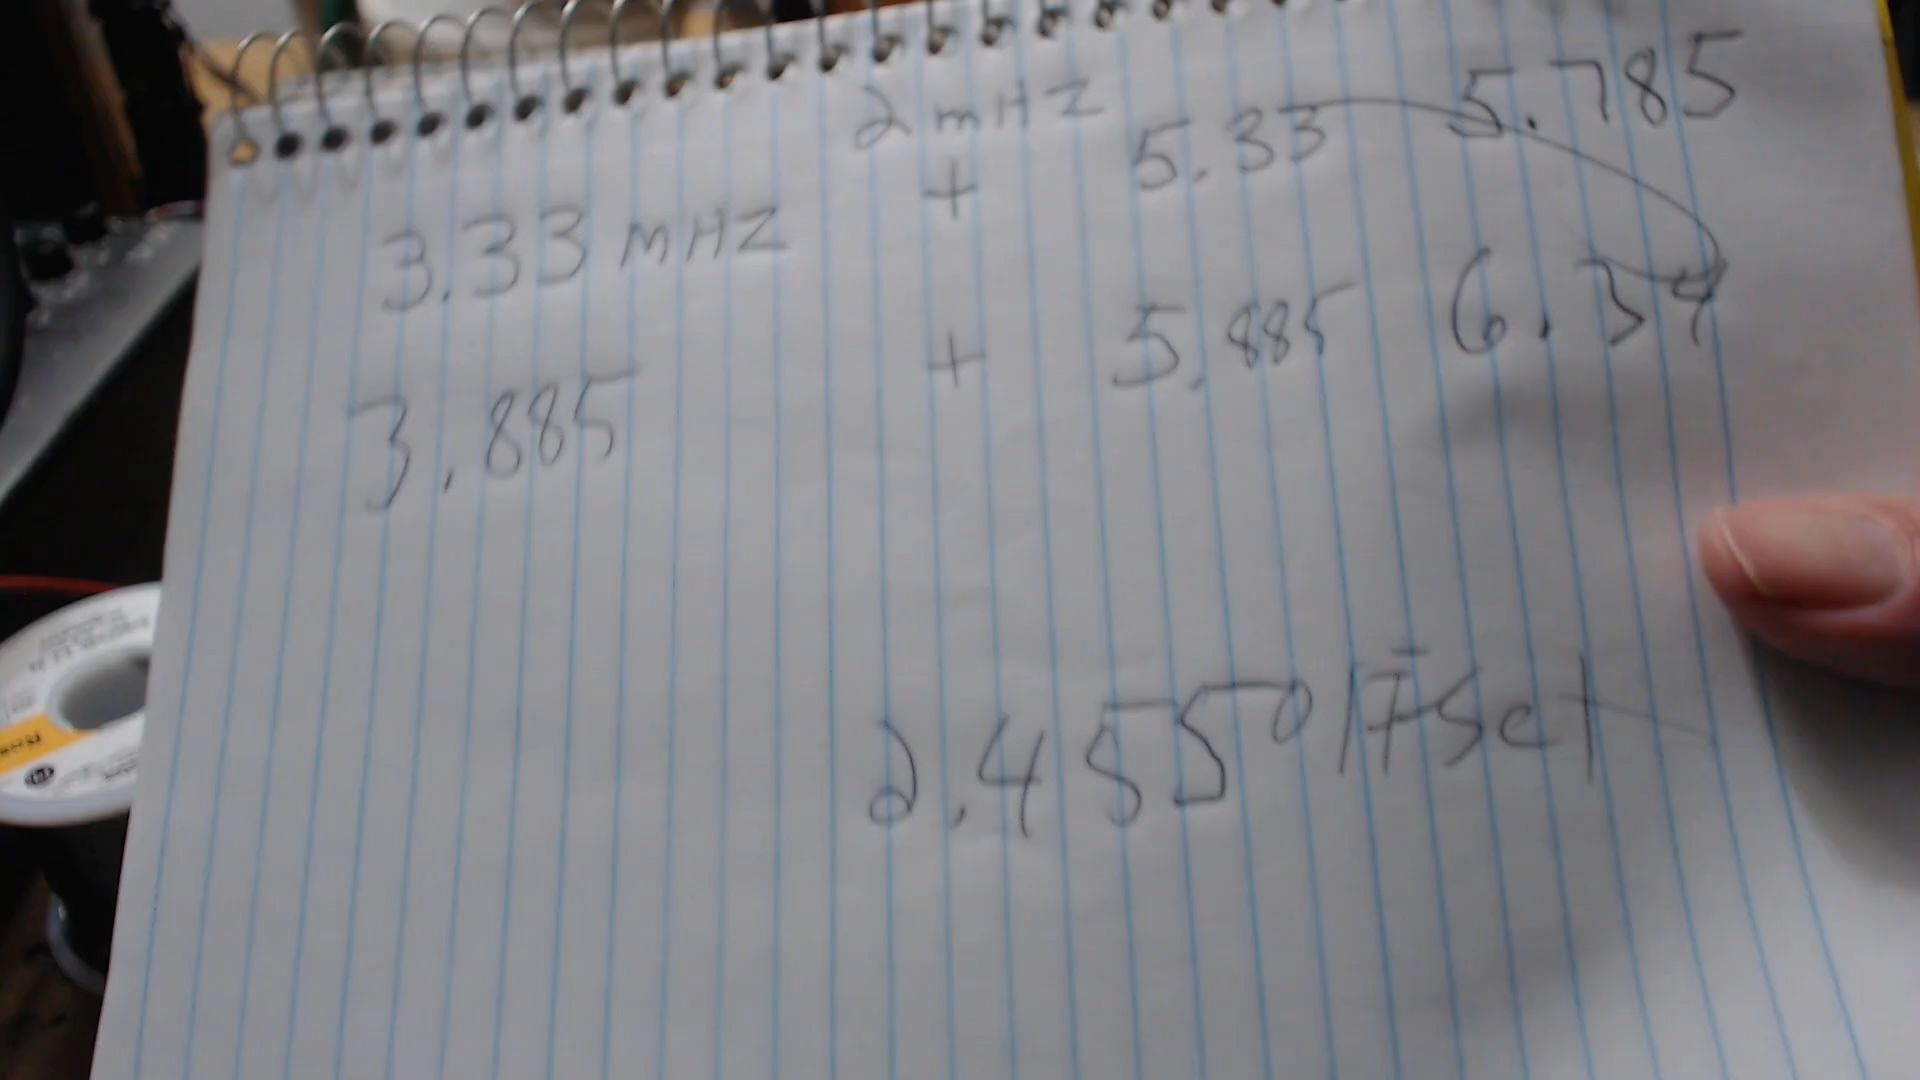 2 mHZ
5.785
3.33 mHZ + 5.33
3.885 + 5.885 6.34
2.455 OFFSet